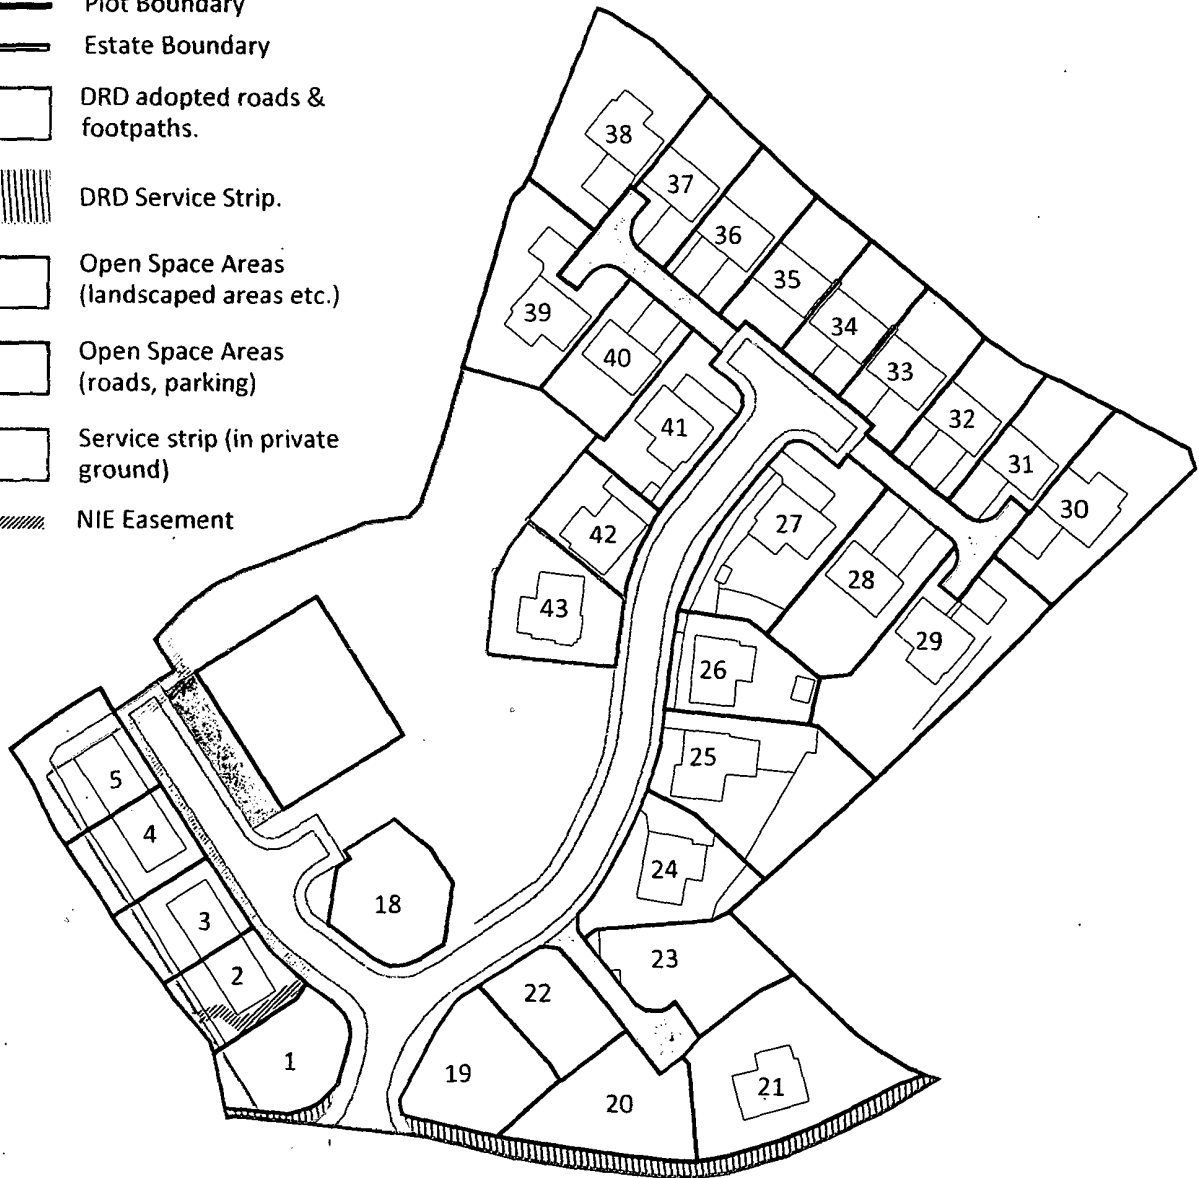 Plot Boundary
Estate Boundary
DRD adopted roads &
footpaths.
DRD Service Strip.
Open Space Areas
(landscaped areas etc.)
Open Space Areas
(roads, parking)
Service strip (in private
ground)
NIE Easement
38
37
36
35
39
34
40
33
32
41
31
30
27
42
28
43
29
26
25
5
4
24
18
3
23
2
22
1
19
21
20